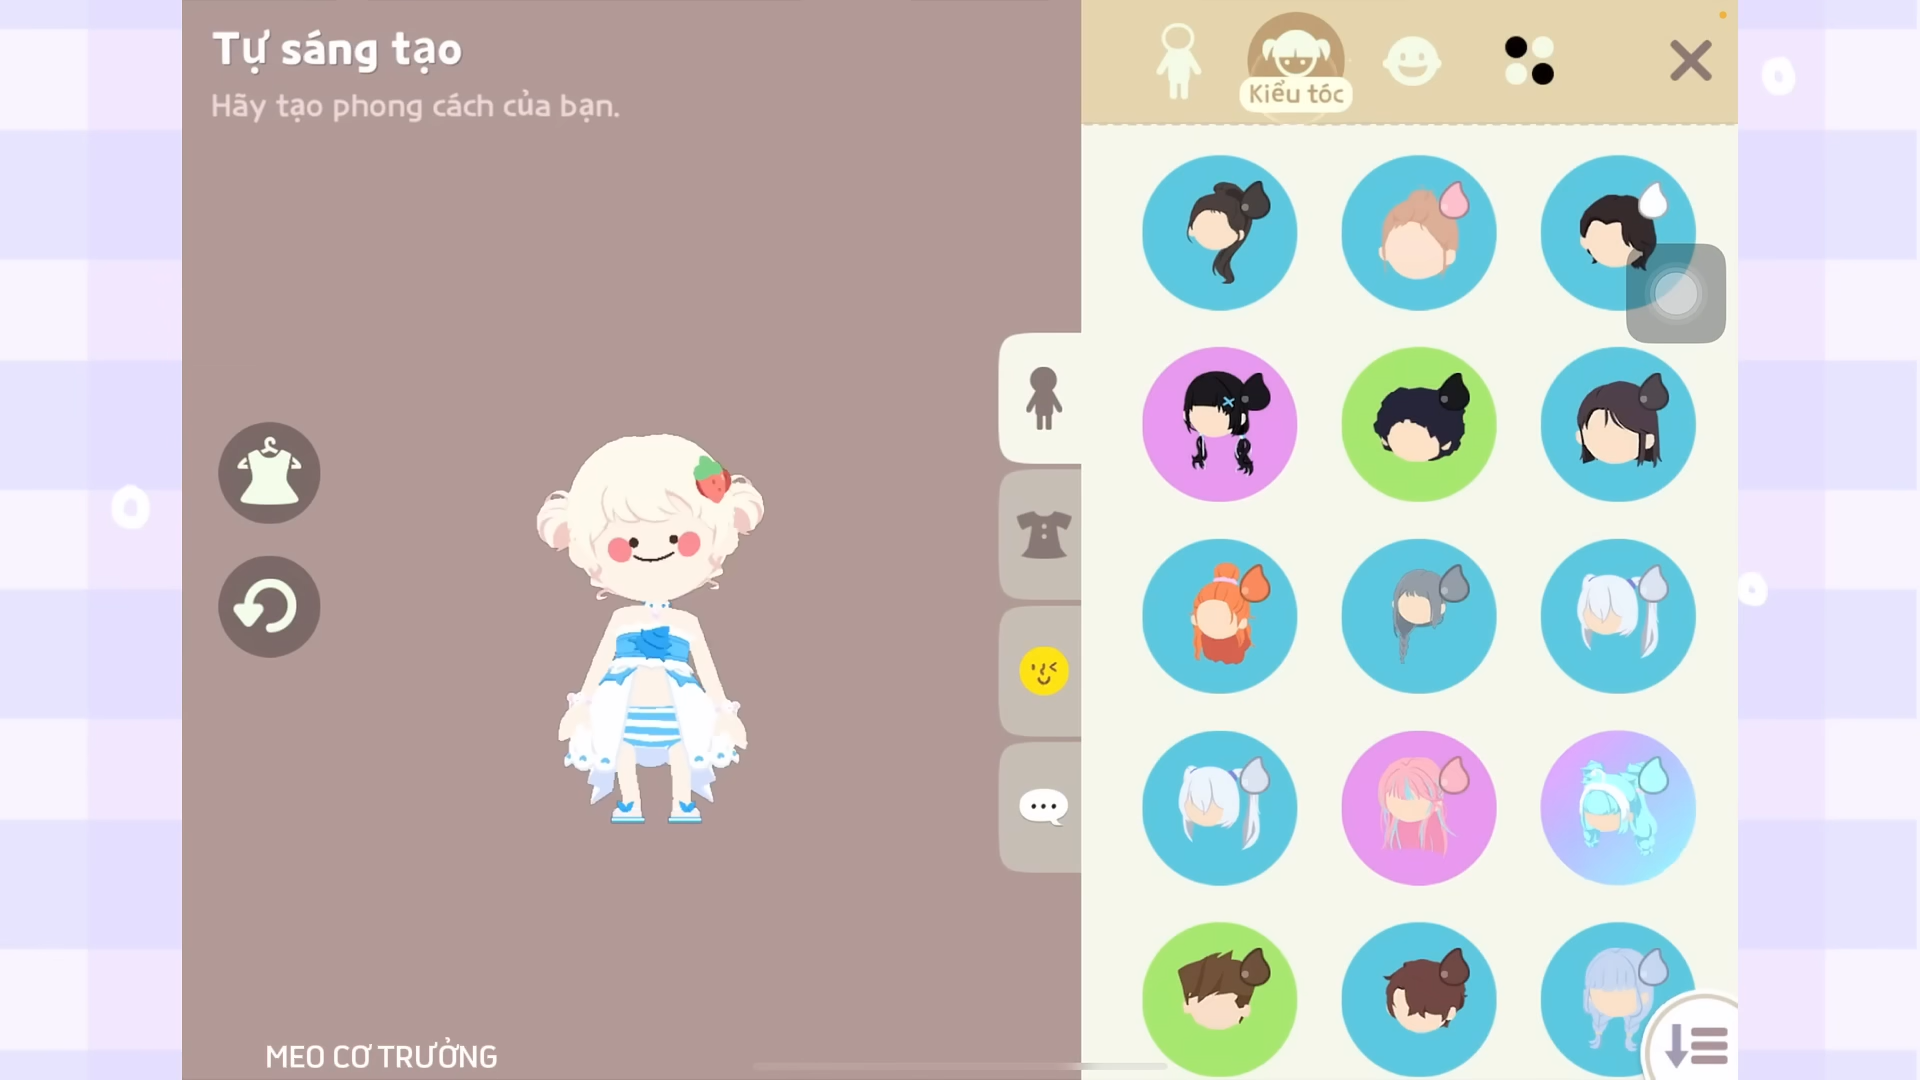 Tự sáng tạo
Hãy tạo phong cách của bạn.
Kiểu tóc
MEO CƠ TRƯỞNG